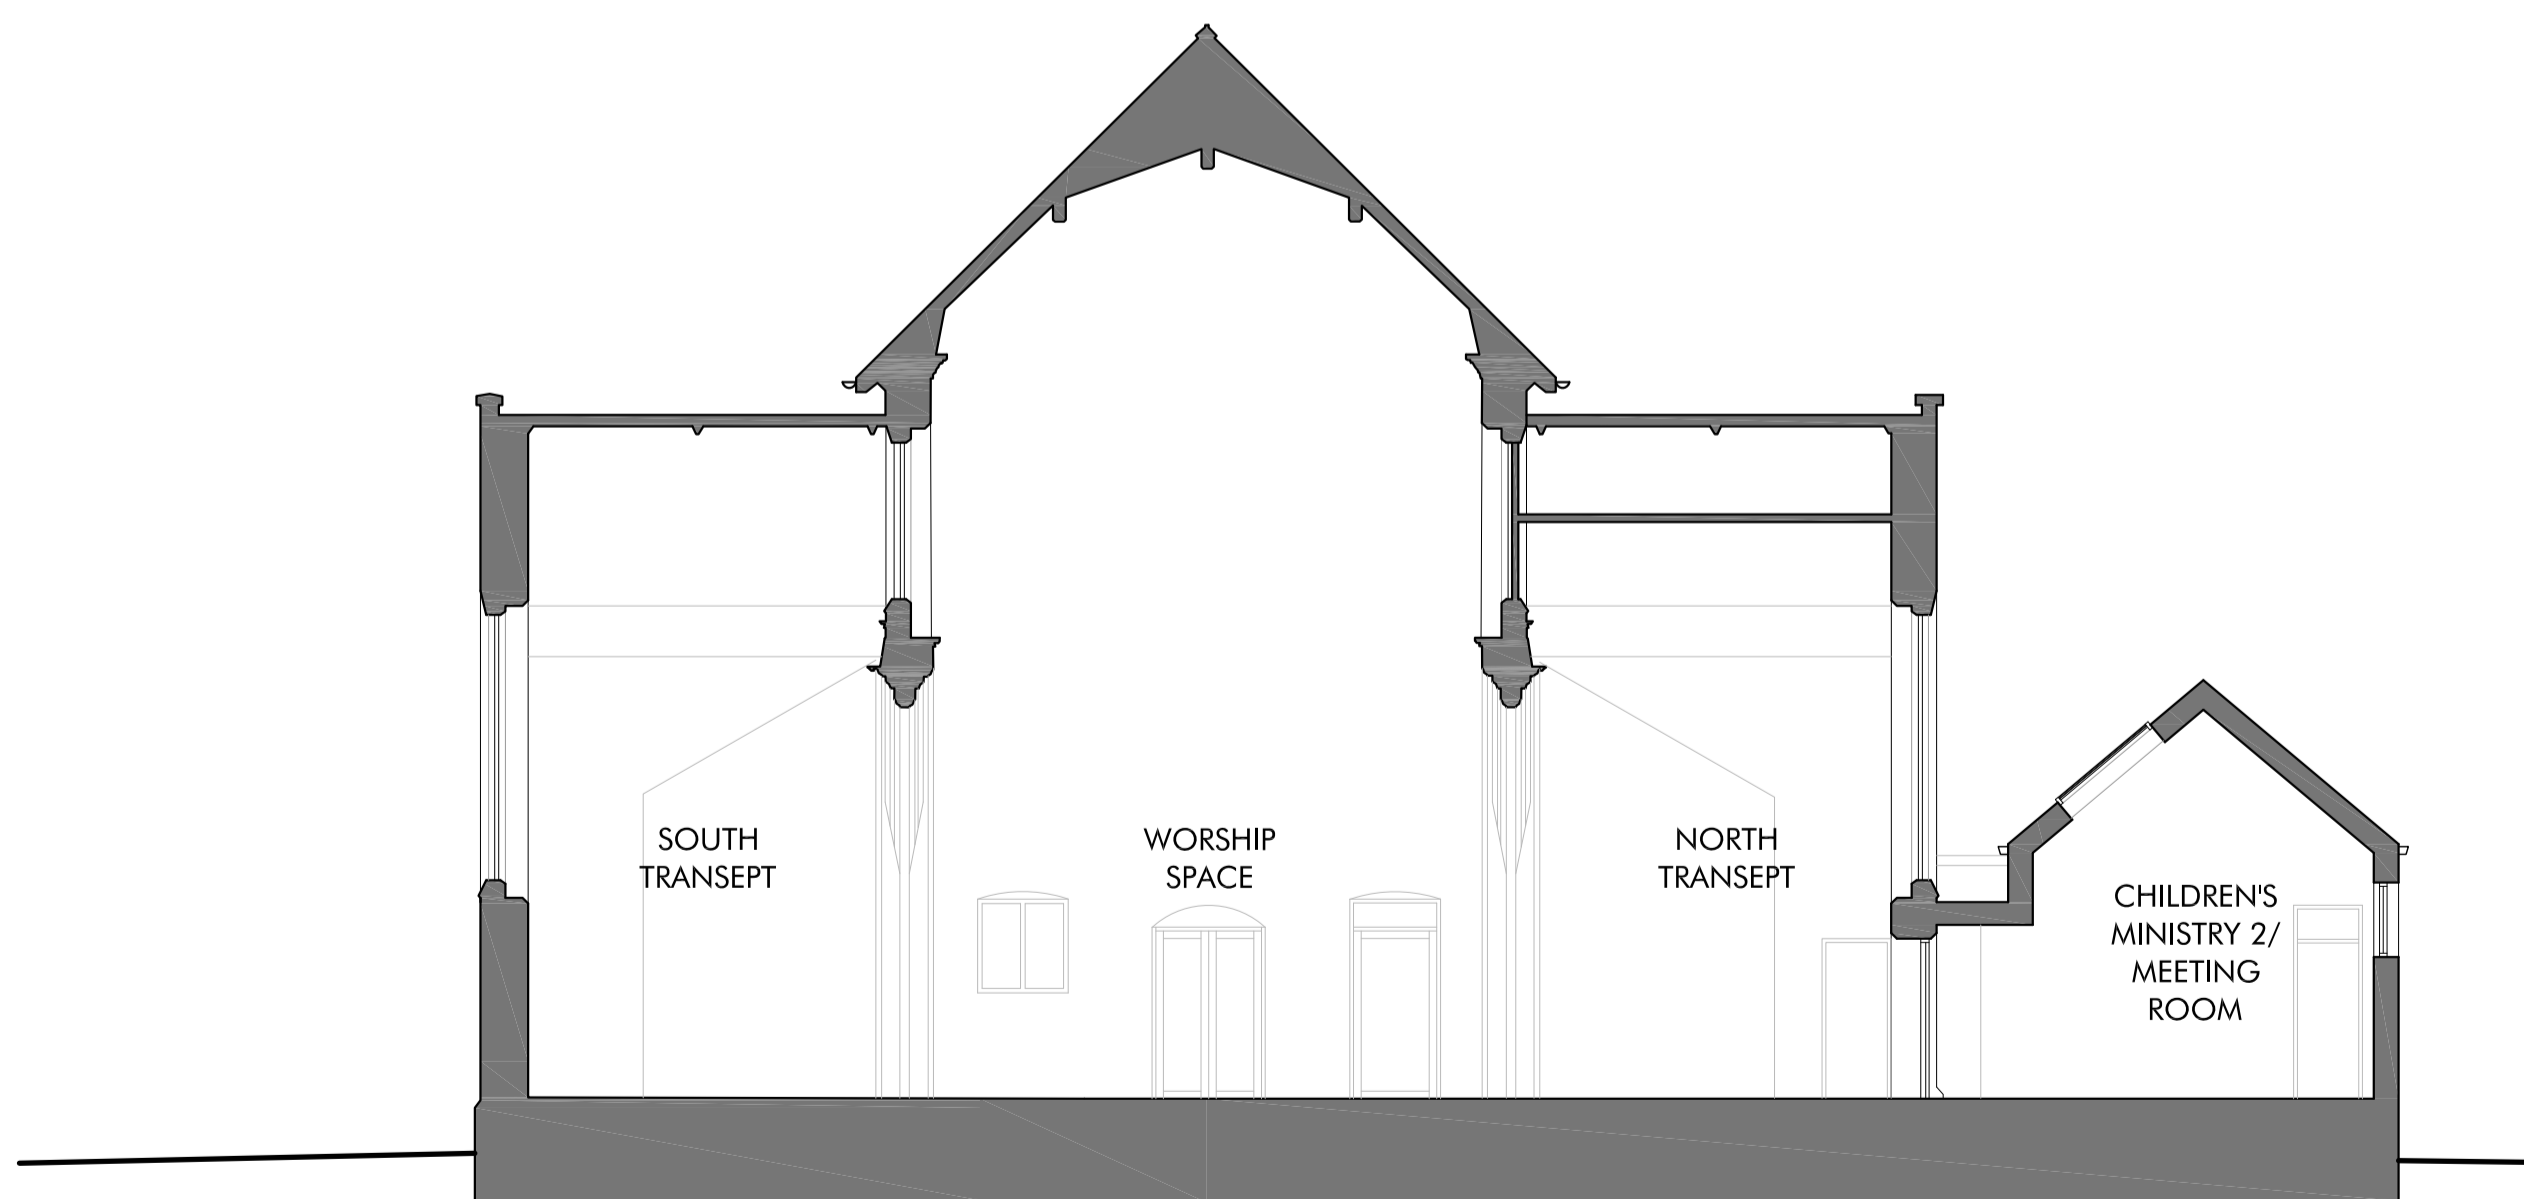 SOUTH
TRANSEPT
WORSHIP
SPACE
NORTH
TRANSEPT
CHILDREN'S
MINISTRY 2/
MEETING
ROOM